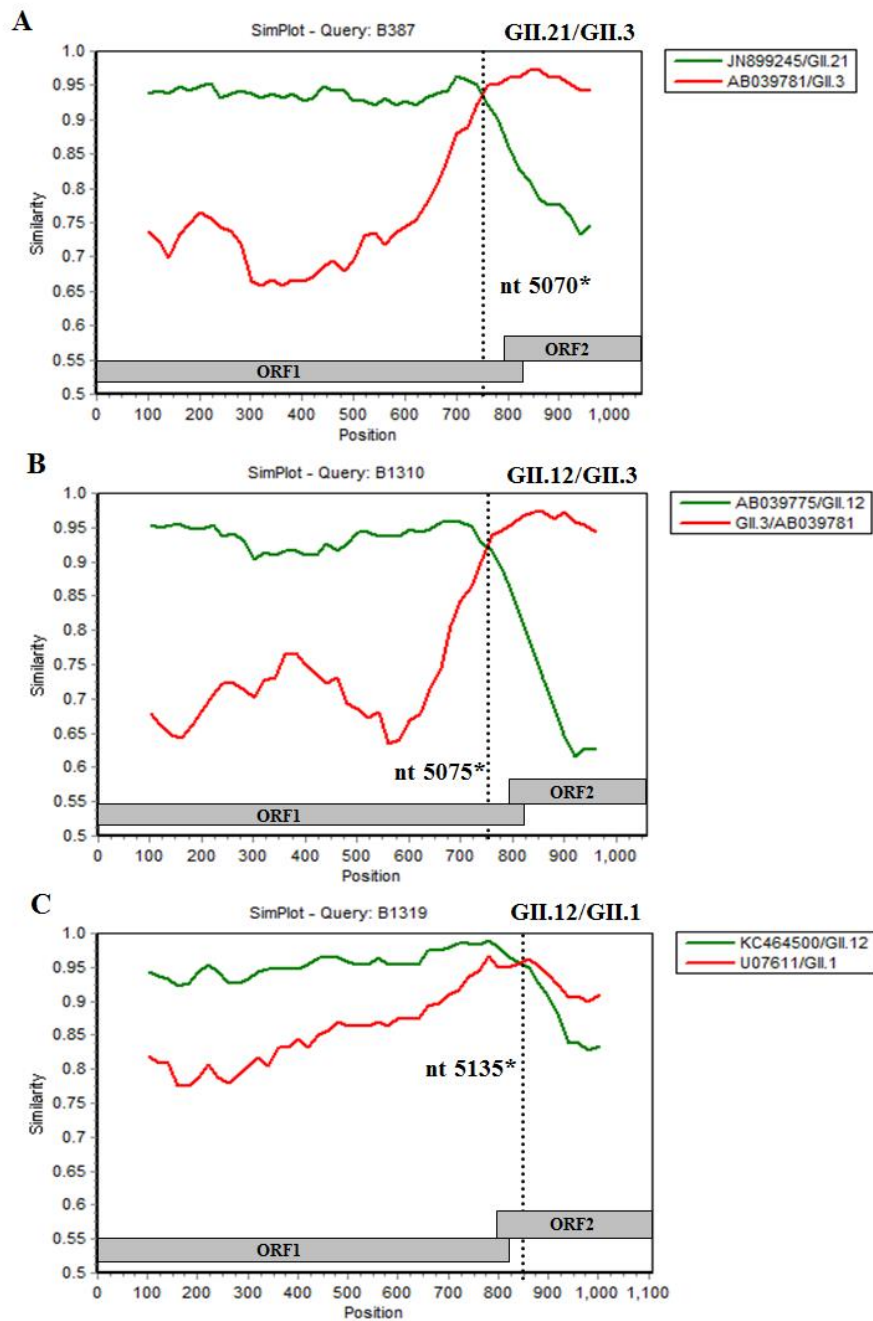 A
SimPlot - Query: B387
GII.21/GII.3
JN899245/GII.21
AB039781/GII.3
1.0
0.95
0.9
0.85
0.8
0.75
0.7
0.65
0.6
0.55
0.5
Similarity
nt 5070*
ORF2
ORF1
0 100 200 300 400 500 600 700 800 900 1,000
Position
B
SimPlot - Query: B1310
GII.12/GII.3
AB039775/GII.12
GII.3/AB039781
1.0
0.95
0.9
0.85
0.8
0.75
0.7
0.65
0.6
0.55
0.5
Similarity
nt 5075*
ORF2
ORF1
0 100 200 300 400 500 600 700 800 900 1,000
Position
C
SimPlot - Query: B1319
GII.12/GII.1
KC464500/GII.12
U07611/GII.1
1.0
0.95
0.9
0.85
0.8
0.75
0.7
0.65
0.6
0.55
0.5
Similarity
nt 5135*
ORF2
ORF1
0 100 200 300 400 500 600 700 800 900 1,000 1,100
Position